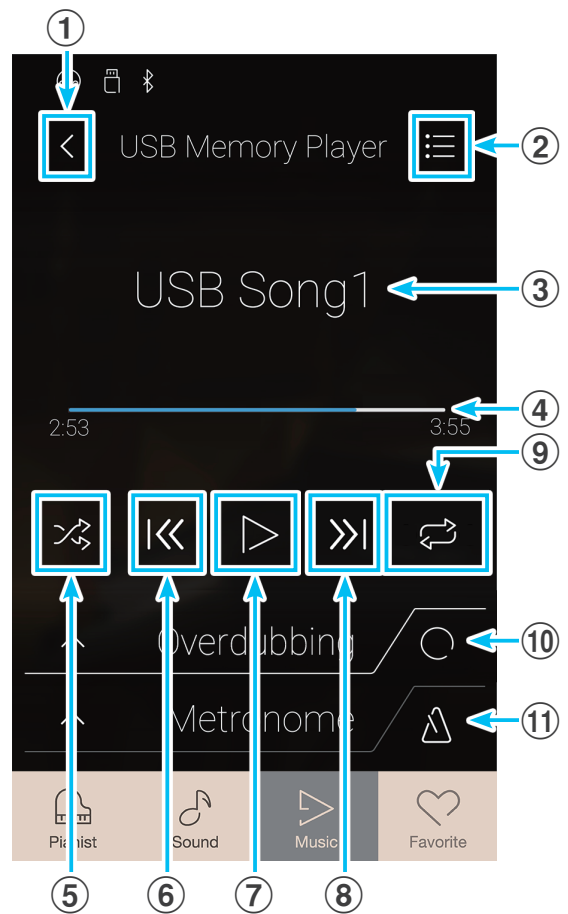 ①
USB Memory Player
②
USB Song1
③
④
2:53
3:55
⑨
Overdubbing
⑩
Metronome
⑪
Pianist
Sound
Music
Favorite
⑤
⑥
⑦
⑧